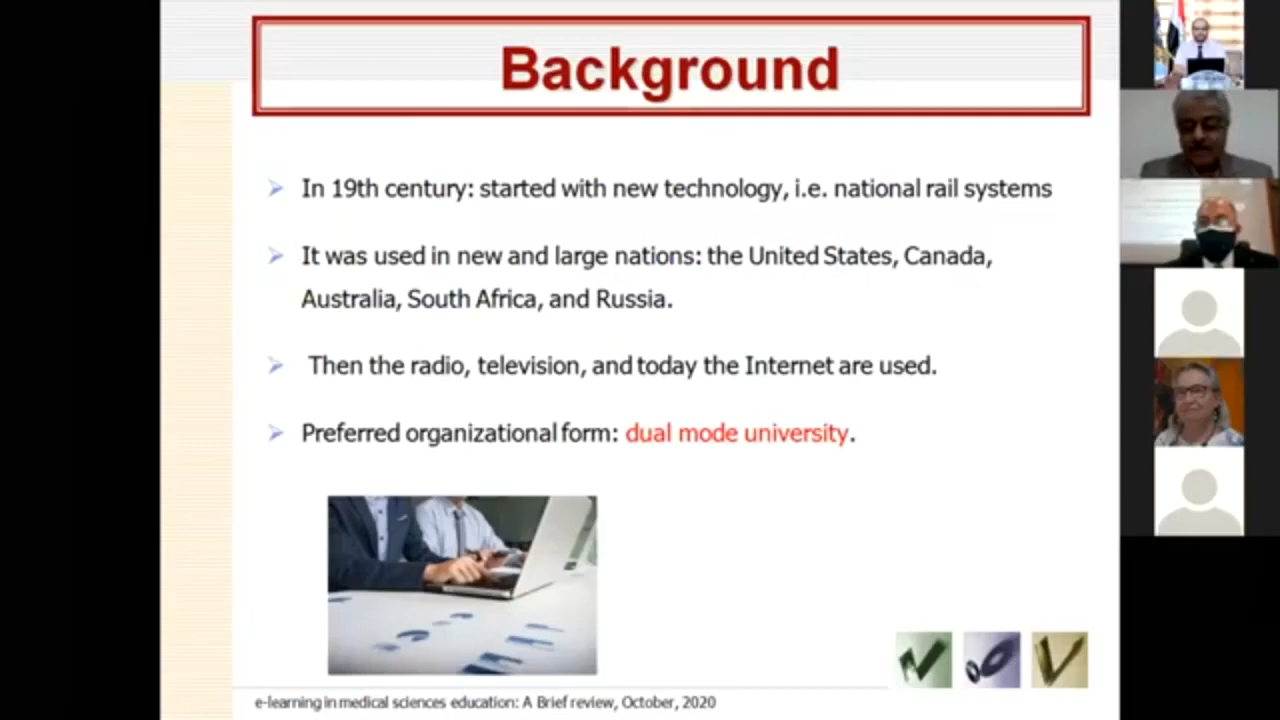 Background
In 19th century: started with new technology, i.e. national rail systems
It was used in new and large nations: the United States, Canada,
Australia, South Africa, and Russia.
Then the radio, television, and today the Internet are used.
Preferred organizational form: dual mode university.
e-learning in medical sciences education: A Brief review, October, 2020